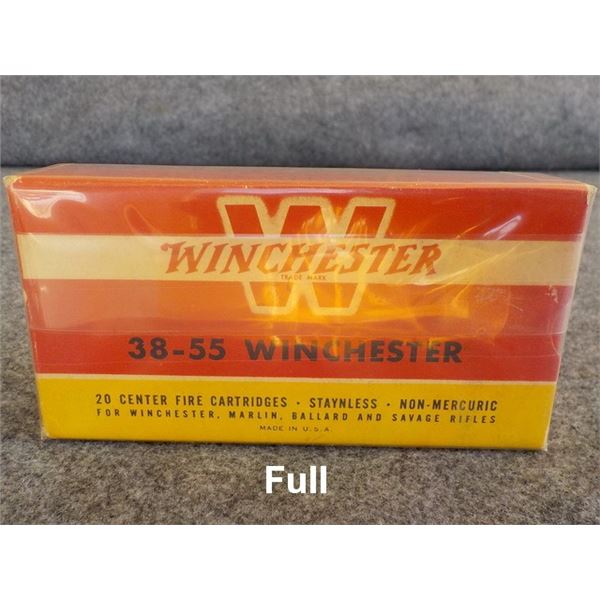 W
WINCHESTER
TRADE MARK
38-55 WINCHESTER
20 CENTER FIRE CARTRIDGES · STAYNLESS · NON-MERCURIC
FOR WINCHESTER, MARLIN, BALLARD AND SAVAGE RIFLES
MADE IN U.S.A.
Full